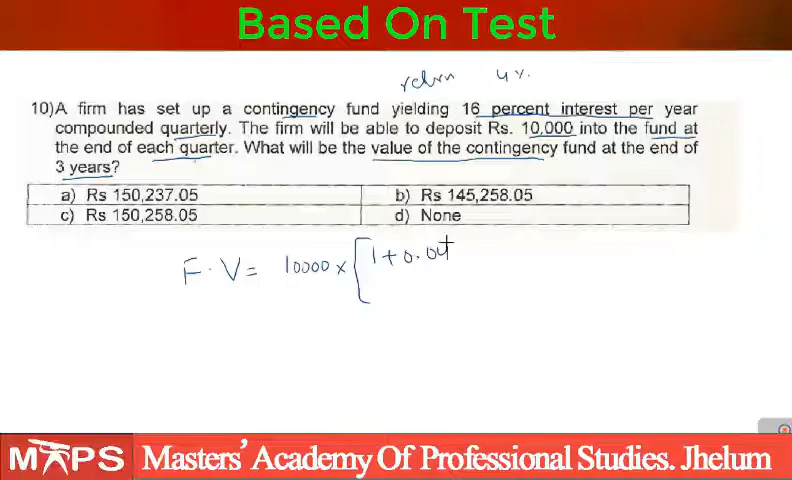 Based On Test
return 4%
10)A firm has set up a contingency fund yielding 16 percent interest per year
compounded quarterly. The firm will be able to deposit Rs. 10,000 into the fund at
the end of each quarter. What will be the value of the contingency fund at the end of
3 years?
a) Rs 150,237.05 b) Rs 145,258.05
c) Rs 150,258.05 d) None
F.V = 10000 x [1+0.04
MAPS Masters' Academy Of Professional Studies. Jhelum